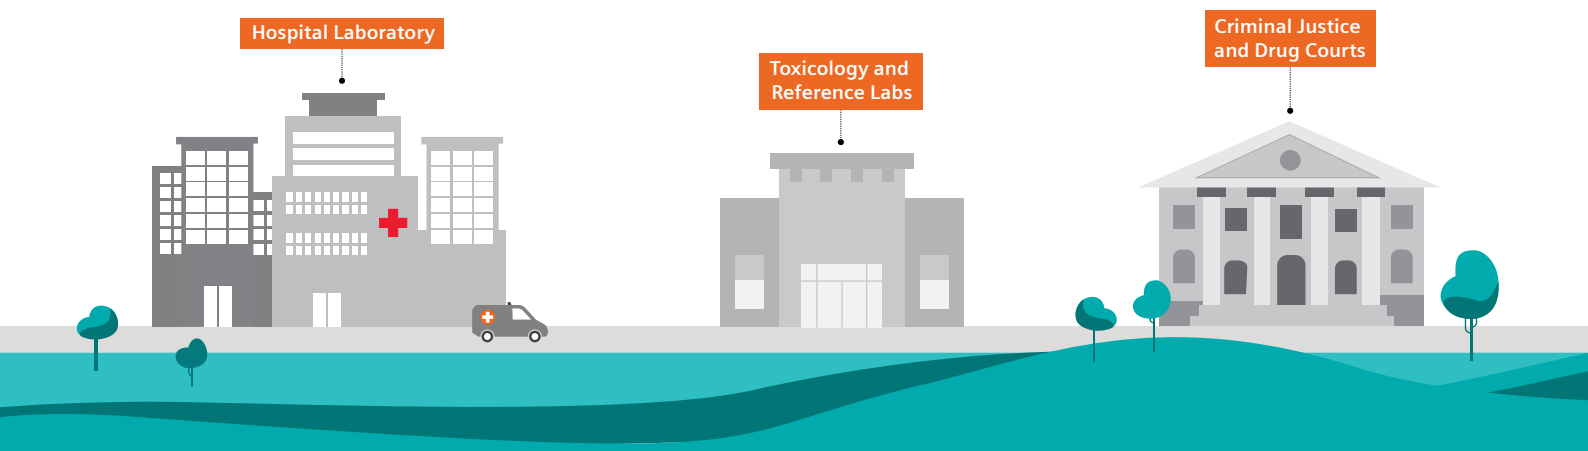 Hospital Laboratory
Toxicology and
Reference Labs
Criminal Justice
and Drug Courts